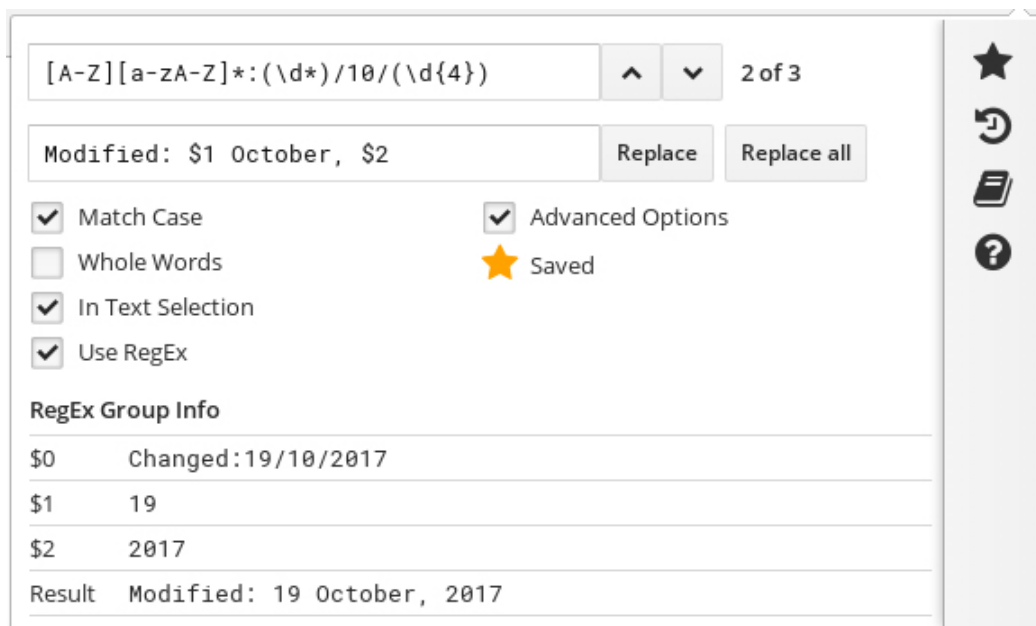 [A-Z][a-zA-Z]*:(\d*)/10/(\d{4}) 2 of 3
Modified: $1 October, $2 Replace Replace all
Match Case Advanced Options
Whole Words Saved
In Text Selection
Use RegEx
RegEx Group Info
$0 Changed:19/10/2017
$1 19
$2 2017
Result Modified: 19 October, 2017